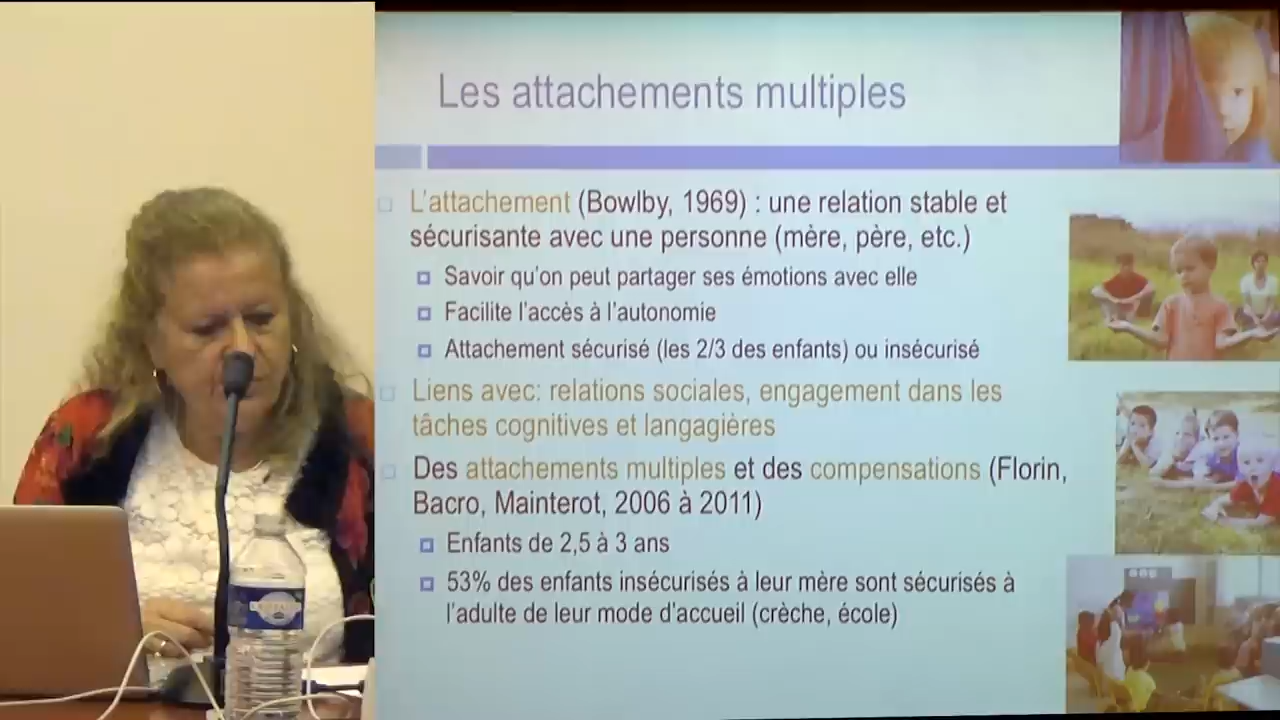 Les attachements multiples
L'attachement (Bowlby, 1969) : une relation stable et
sécurisante avec une personne (mère, père, etc.)
Savoir qu'on peut partager ses émotions avec elle
Facilite l'accès à l'autonomie
Attachement sécurisé (les 2/3 des enfants) ou insécurisé
Liens avec: relations sociales, engagement dans les
tâches cognitives et langagières
Des attachements multiples et des compensations (Florin,
Bacro, Mainterot, 2006 à 2011)
Enfants de 2,5 à 3 ans
53% des enfants insécurisés à leur mère sont sécurisés à
l'adulte de leur mode d'accueil (crèche, école)